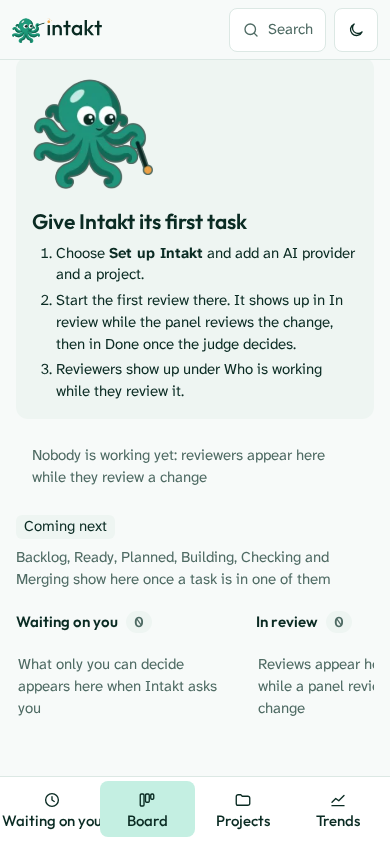 intakt
Search
Give Intakt its first task
1. Choose Set up Intakt and add an AI provider
and a project.
2. Start the first review there. It shows up in In
review while the panel reviews the change,
then in Done once the judge decides.
3. Reviewers show up under Who is working
while they review it.
Nobody is working yet: reviewers appear here
while they review a change
Coming next
Backlog, Ready, Planned, Building, Checking and
Merging show here once a task is in one of them
Waiting on you 0
What only you can decide
appears here when Intakt asks
you
In review 0
Reviews appear
while a panel
change
Waiting on you
Board
Projects
Trends